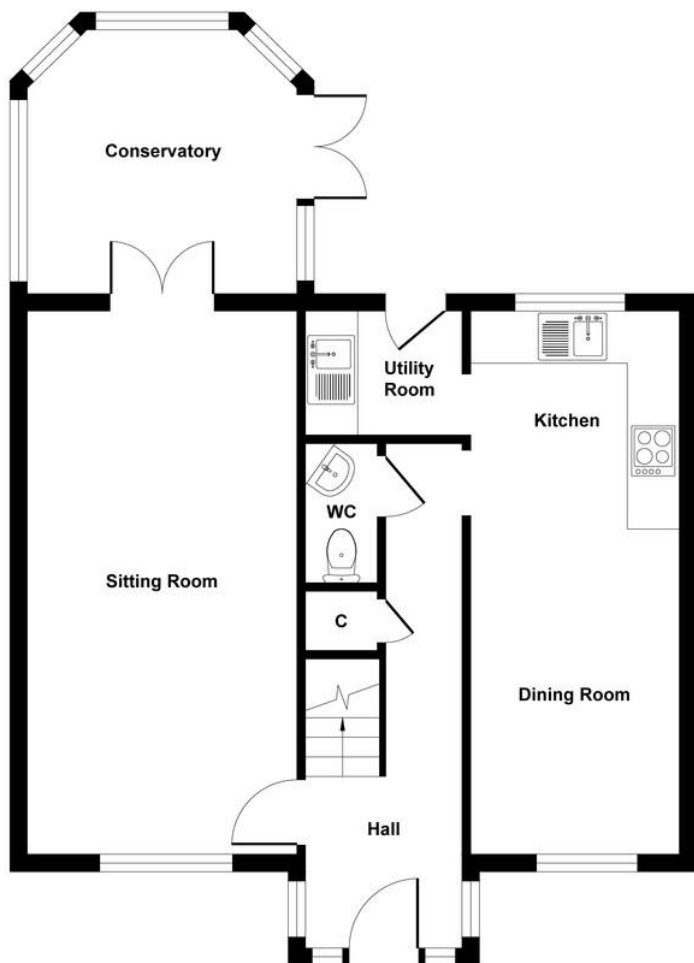 Conservatory
Utility
Room
Kitchen
WC
Sitting Room
C
Dining Room
Hall